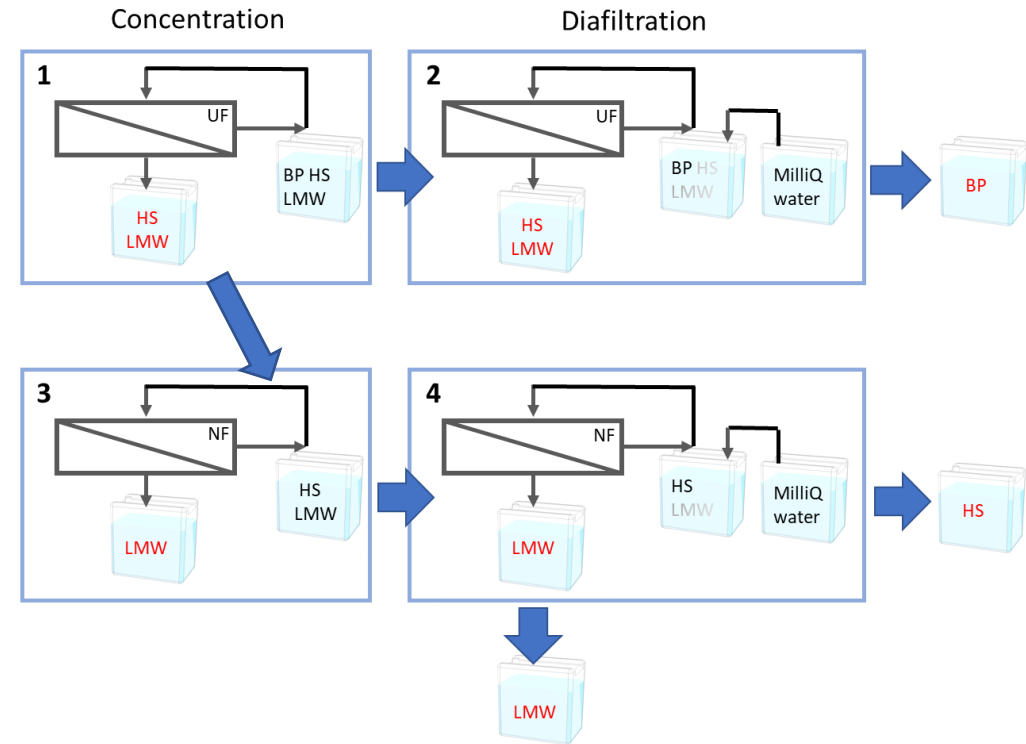 Concentration
Diafiltration
1
UF
BP HS
LMW
HS
LMW
2
UF
BP HS
LMW
MilliQ
water
HS
LMW
BP
3
NF
HS
LMW
LMW
4
NF
HS
LMW
MilliQ
water
LMW
HS
LMW